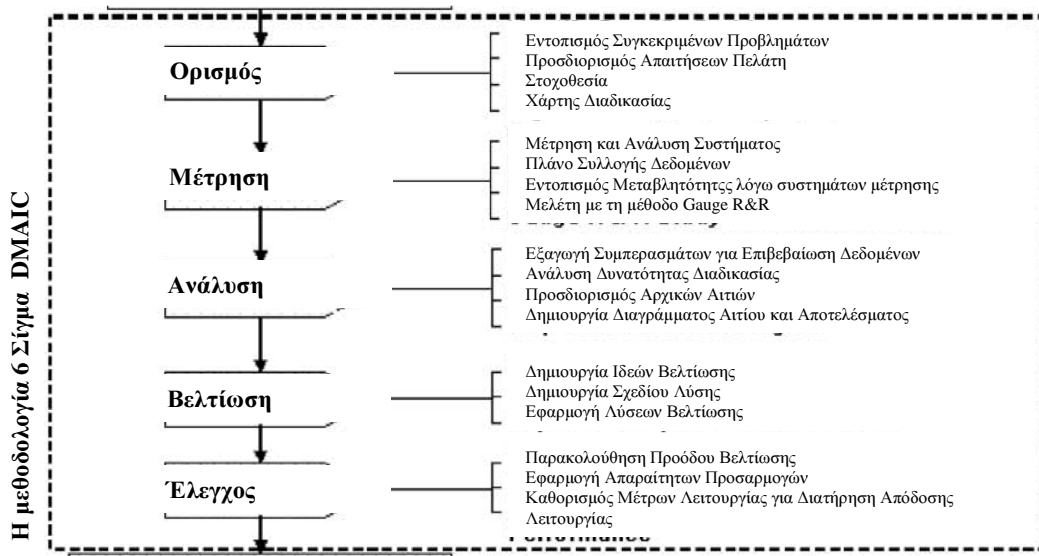 Η μεθοδολογία 6 Σίγμα DMAIC
Ορισμός
Εντοπισμός Συγκεκριμένων Προβλημάτων
Προσδιορισμός Απαιτήσεων Πελάτη
Στοχοθεσία
Χάρτης Διαδικασίας
Μέτρηση
Μέτρηση και Ανάλυση Συστήματος
Πλάνο Συλλογής Δεδομένων
Εντοπισμός Μεταβλητότητςς λόγω συστημάτων μέτρησης
Μελέτη με τη μέθοδο Gauge R&R
Ανάλυση
Εξαγωγή Συμπερασμάτων για Επιβεβαίωση Δεδομένων
Ανάλυση Δυνατότητας Διαδικασίας
Προσδιορισμός Αρχικών Αιτιών
Δημιουργία Διαγράμματος Αιτίου και Αποτελέσματος
Βελτίωση
Δημιουργία Ιδεών Βελτίωσης
Δημιουργία Σχεδίου Λύσης
Εφαρμογή Λύσεων Βελτίωσης
Έλεγχος
Παρακολούθηση Προόδου Βελτίωσης
Εφαρμογή Απαραίτητων Προσαρμογών
Καθορισμός Μέτρων Λειτουργίας για Διατήρηση Απόδοσης
Λειτουργίας